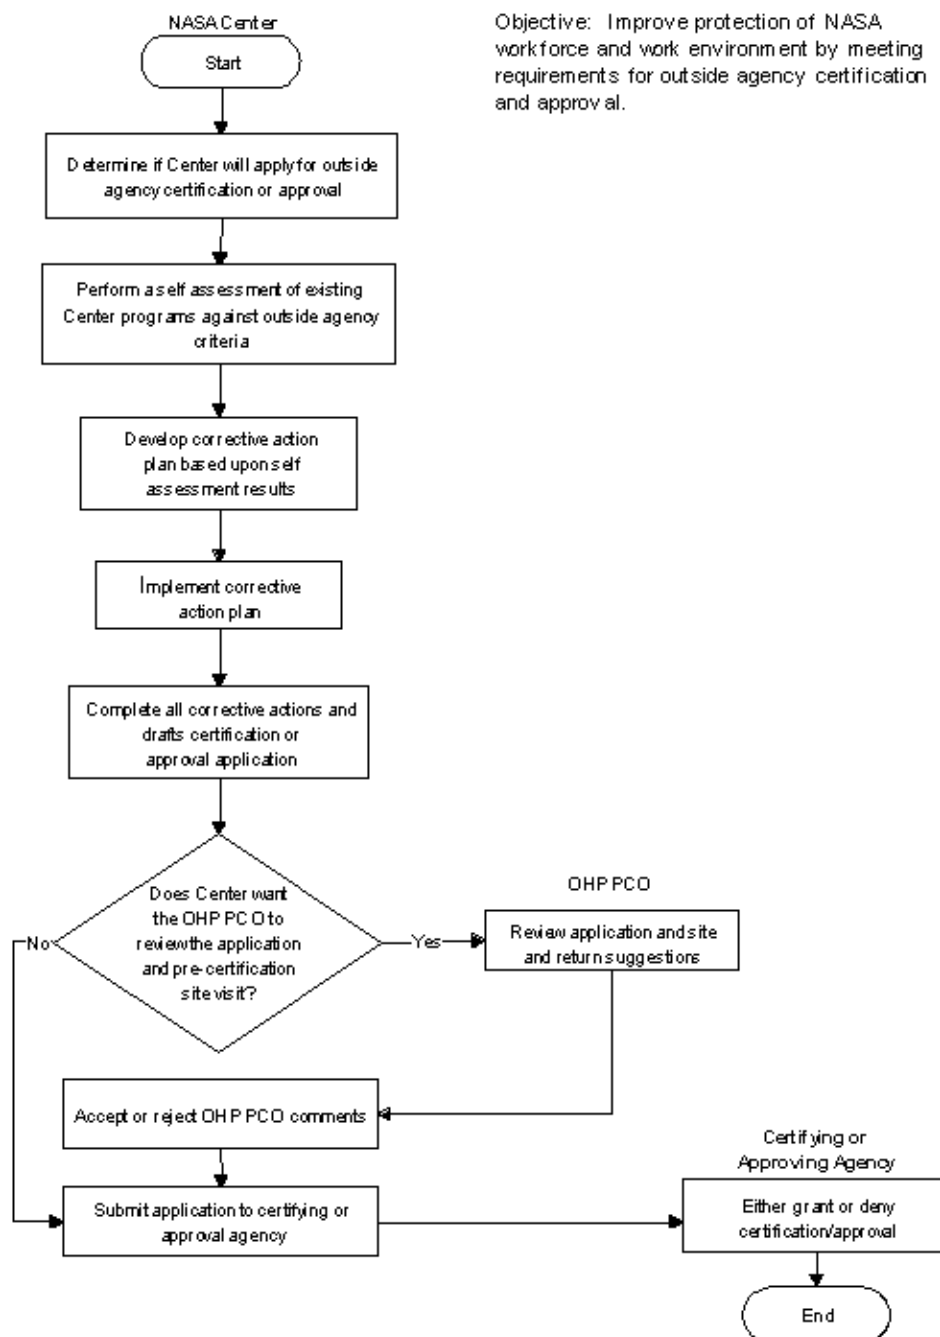 NASA Center
Start
Objective: Improve protection of NASA
workforce and work environment by meeting
requirements for outside agency certification
and approval.
Determine if Center will apply for outside
agency certification or approval
Perform a self assessment of existing
Center programs against outside agency
criteria
Develop corrective action
plan based upon self
assessment results
Implement corrective
action plan
Complete all corrective actions and
drafts certification or
approval application
Does Center want
the OHP PCO to
review the application
and pre-certification
site visit?
No
Yes
OHP PCO
Review application and site
and return suggestions
Accept or reject OHP PCO comments
Submit application to certifying or
approval agency
Certifying or
Approving Agency
Either grant or deny
certification/approval
End